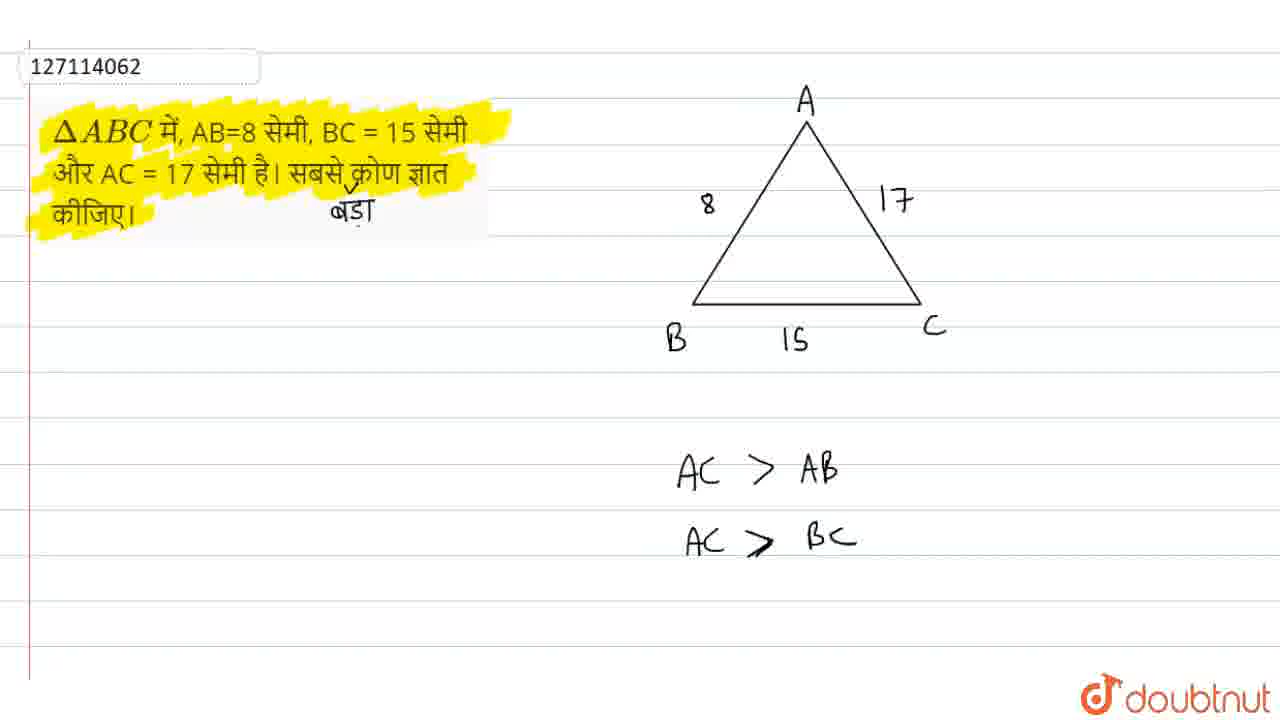 127114062
ΔABC में, AB=8 सेमी, BC = 15 सेमी
और AC = 17 सेमी है। सबसे कोण ज्ञात
कीजिए।
बड़ा
A
8
17
B
15
C
AC > AB
AC > BC
doubtnut